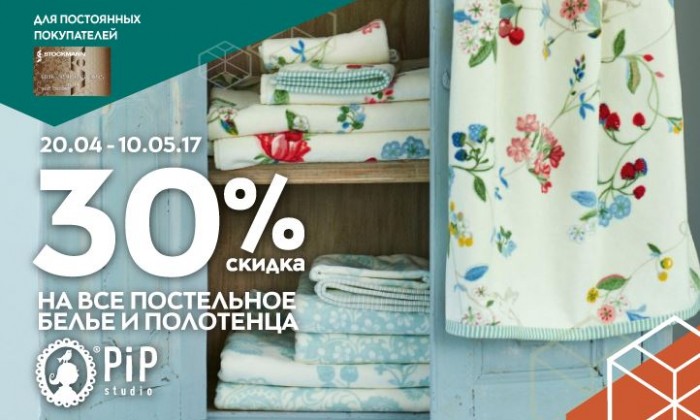 ДЛЯ ПОСТОЯННЫХ
ПОКУПАТЕЛЕЙ
STOCKMANN
20.04 - 10.05.17
30%
скидка
НА ВСЕ ПОСТЕЛЬНОЕ
БЕЛЬЕ И ПОЛОТЕНЦА
® PiP
studio